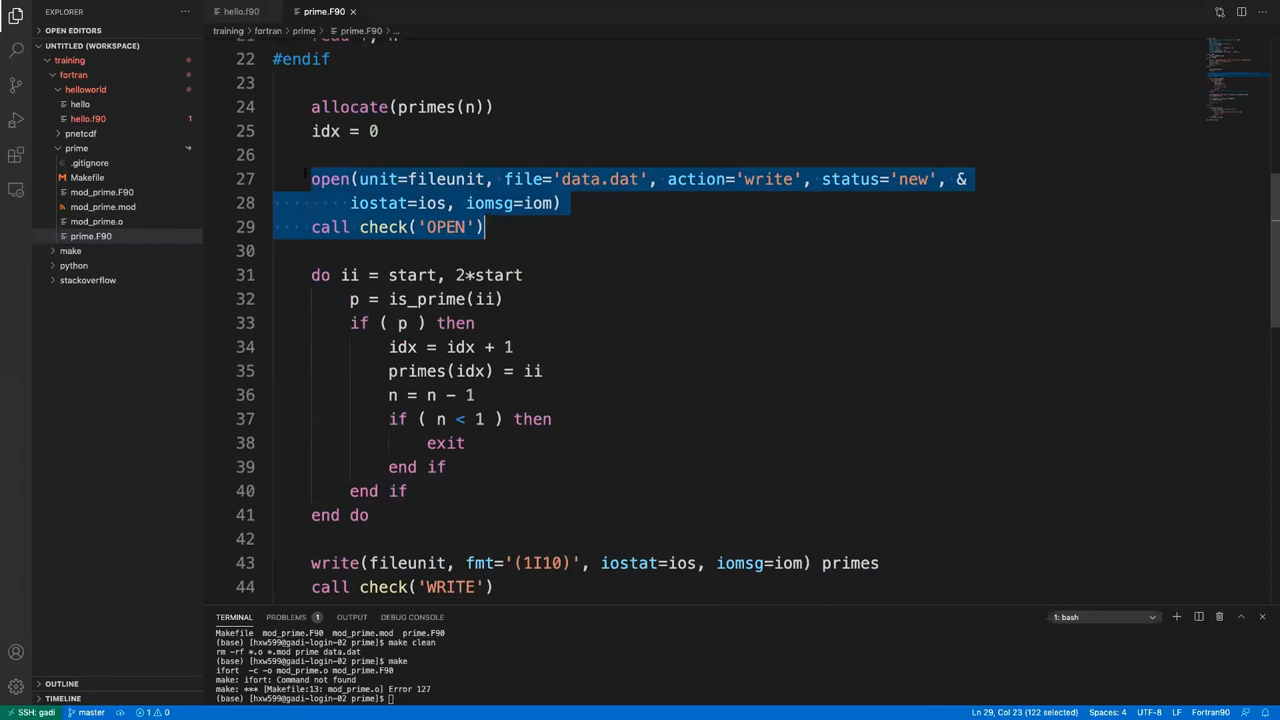 EXPLORER
OPEN EDITORS
UNTITLED (WORKSPACE)
training
fortran
helloworld
hello
hello.f90 1
pnetcdf
prime
.gitignore
Makefile
mod_prime.F90
mod_prime.mod
mod_prime.o
prime.F90
make
python
stackoverflow
OUTLINE
TIMELINE
hello.f90 prime.F90
training > fortran > prime > prime.F90 > ...
22 #endif
23
24 allocate(primes(n))
25 idx = 0
26
27 open(unit=fileunit, file='data.dat', action='write', status='new', &
28 iostat=ios, iomsg=iom)
29 call check('OPEN')
30
31 do ii = start, 2*start
32 p = is_prime(ii)
33 if ( p ) then
34 idx = idx + 1
35 primes(idx) = ii
36 n = n - 1
37 if ( n < 1 ) then
38 exit
39 end if
40 end if
41 end do
42
43 write(fileunit, fmt='(1I10)', iostat=ios, iomsg=iom) primes
44 call check('WRITE')
TERMINAL PROBLEMS 1 OUTPUT DEBUG CONSOLE 1: bash
Makefile mod_prime.F90 mod_prime.mod prime.F90
(base) [hxw599@gadi-login-02 prime]$ make clean
rm -rf *.o *.mod prime data.dat
(base) [hxw599@gadi-login-02 prime]$ make
ifort -c -o mod_prime.o mod_prime.F90
make: ifort: Command not found
make: *** [Makefile:13: mod_prime.o] Error 127
(base) [hxw599@gadi-login-02 prime]$
SSH: gadi master 1 0 Ln 29, Col 23 (122 selected) Spaces: 4 UTF-8 LF Fortran90